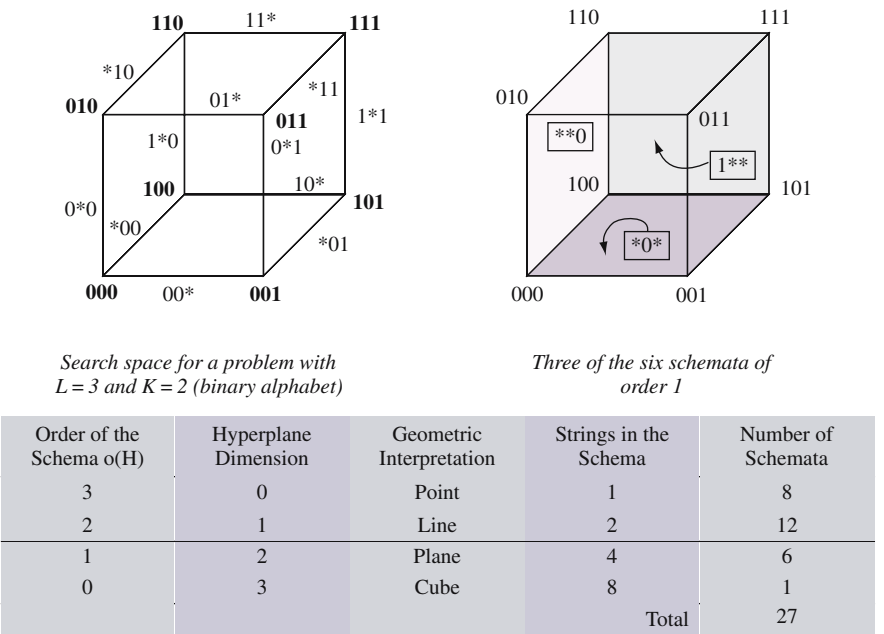 110 11* 111
*10 *11
010 01* 011 1*1
1*0 0*1
100 10* 101
0*0 *00 *01
000 00* 001
110 111
010 011
**0
1**
100 101
*0*
000 001
Search space for a problem with
L = 3 and K = 2 (binary alphabet)
Three of the six schemata of
order 1
Order of the Hyperplane Geometric Strings in the Number of
Schema o(H) Dimension Interpretation Schema Schemata
3 0 Point 1 8
2 1 Line 2 12
1 2 Plane 4 6
0 3 Cube 8 1
Total 27